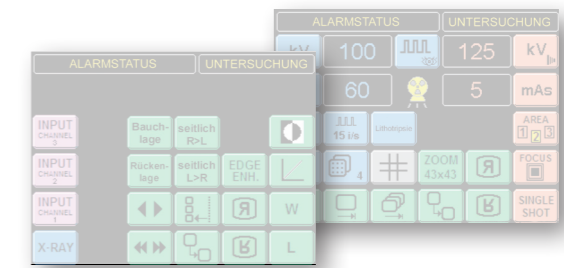 ALARMSTATUS UNTERSUCHUNG
kV 100 125 kV
60 5 mAs
15 i/s Lithotripsie AREA
1 2 3
4 ZOOM
43x43 R FOCUS
R SINGLE
SHOT
ALARMSTATUS UNTERSUCHUNG
INPUT
CHANNEL
3
Bauch-
lage
seitlich
R>L
INPUT
CHANNEL
2
Rücken-
lage
seitlich
L>R
EDGE
ENH.
INPUT
CHANNEL
1
R
W
X-RAY
R
L